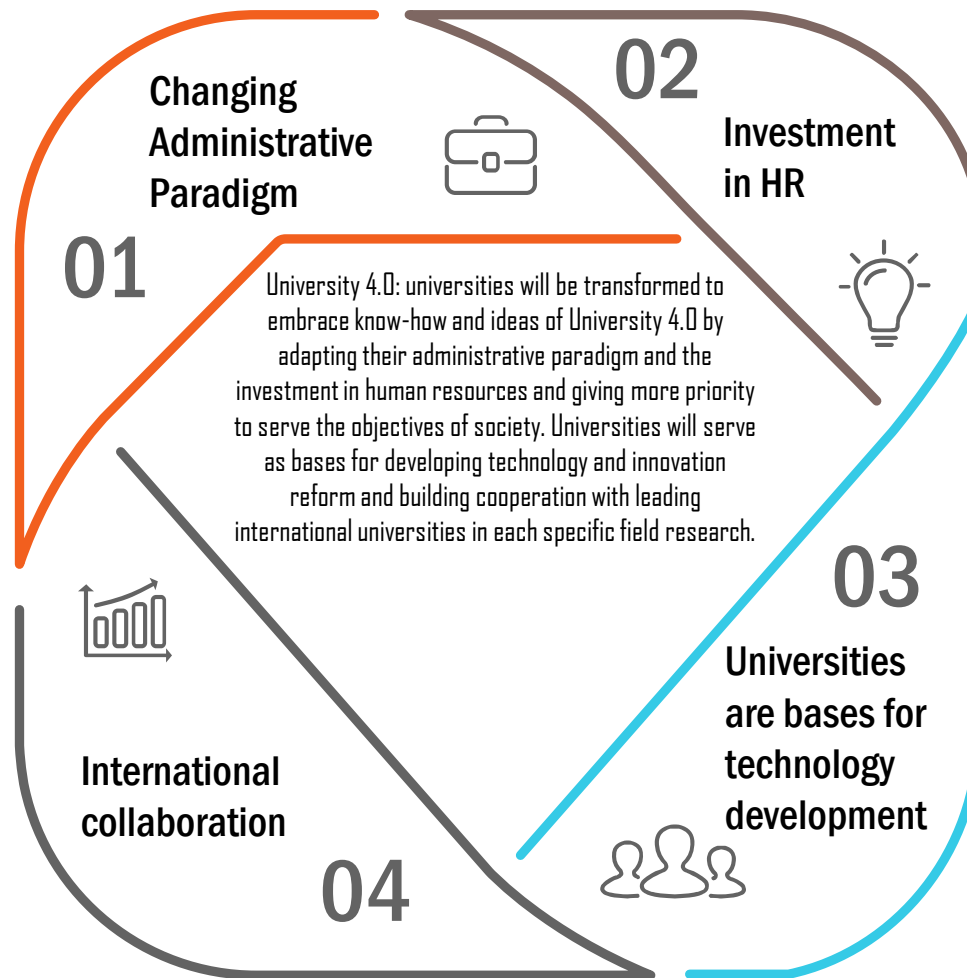 01
Changing
Administrative
Paradigm
02
Investment
in HR
University 4.0: universities will be transformed to
embrace know-how and ideas of University 4.0 by
adapting their administrative paradigm and the
investment in human resources and giving more priority
to serve the objectives of society. Universities will serve
as bases for developing technology and innovation
reform and building cooperation with leading
international universities in each specific field research.
03
Universities
are bases for
technology
development
International
collaboration
04